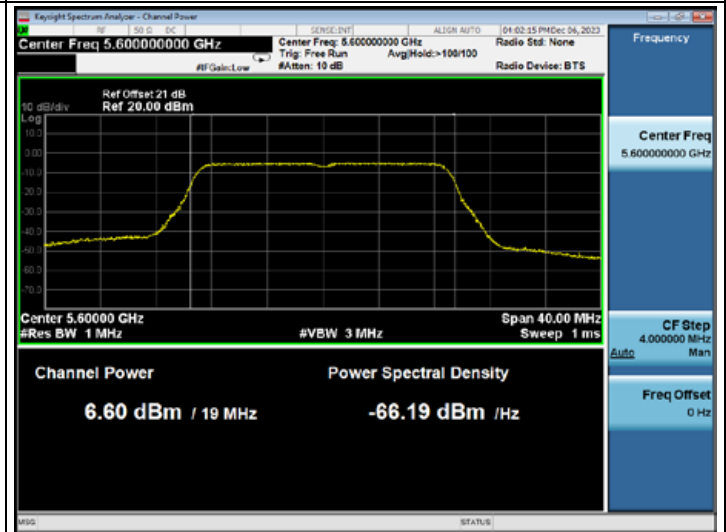 Keysight Spectrum Analyzer - Channel Power
RF 50 Ω DC SENSE:INT ALIGN AUTO 04:02:15 PM Dec 06, 2023
Center Freq 5.600000000 GHz
Center Freq: 5.600000000 GHz
Radio Std: None
Trig: Free Run Avg|Hold:>100/100
#IFGain:Low #Atten: 10 dB Radio Device: BTS
Ref Offset 21 dB
10 dB/div Ref 20.00 dBm
Log
10.0
0.00
-10.0
-20.0
-30.0
-40.0
-50.0
-60.0
-70.0
Center 5.60000 GHz Span 40.00 MHz
#Res BW 1 MHz #VBW 3 MHz Sweep 1 ms
Channel Power Power Spectral Density
6.60 dBm / 19 MHz -66.19 dBm /Hz
Frequency
Center Freq
5.600000000 GHz
CF Step
4.000000 MHz
Auto Man
Freq Offset
0 Hz
MSG STATUS